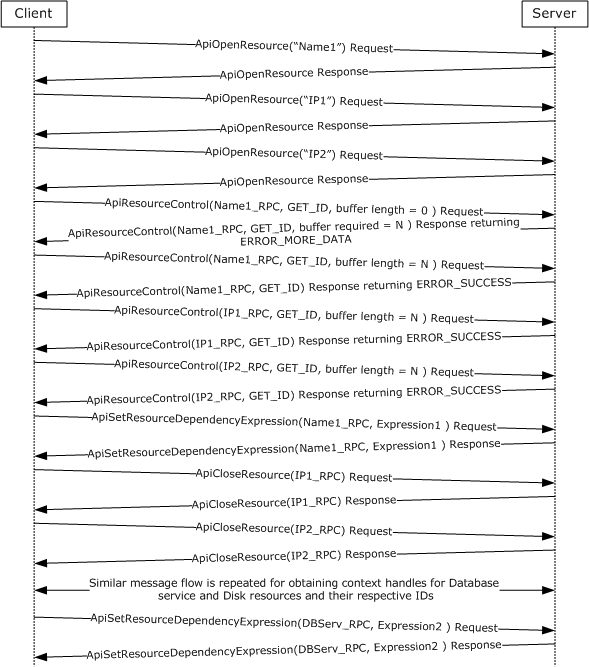 Client
Server
ApiOpenResource(“Name1”) Request
ApiOpenResource Response
ApiOpenResource(“IP1”) Request
ApiOpenResource Response
ApiOpenResource(“IP2”) Request
ApiOpenResource Response
ApiResourceControl(Name1_RPC, GET_ID, buffer length = 0 ) Request
ApiResourceControl(Name1_RPC, GET_ID, buffer required = N ) Response returning
ERROR_MORE_DATA
ApiResourceControl(Name1_RPC, GET_ID, buffer length = N ) Request
ApiResourceControl(Name1_RPC, GET_ID) Response returning ERROR_SUCCESS
ApiResourceControl(IP1_RPC, GET_ID, buffer length = N ) Request
ApiResourceControl(IP1_RPC, GET_ID) Response returning ERROR_SUCCESS
ApiResourceControl(IP2_RPC, GET_ID, buffer length = N ) Request
ApiResourceControl(IP2_RPC, GET_ID) Response returning ERROR_SUCCESS
ApiSetResourceDependencyExpression(Name1_RPC, Expression1 ) Request
ApiSetResourceDependencyExpression(Name1_RPC, Expression1 ) Response
ApiCloseResource(IP1_RPC) Request
ApiCloseResource(IP1_RPC) Response
ApiCloseResource(IP2_RPC) Request
ApiCloseResource(IP2_RPC) Response
Similar message flow is repeated for obtaining context handles for Database
service and Disk resources and their respective IDs
ApiSetResourceDependencyExpression(DBServ_RPC, Expression2 ) Request
ApiSetResourceDependencyExpression(DBServ_RPC, Expression2 ) Response